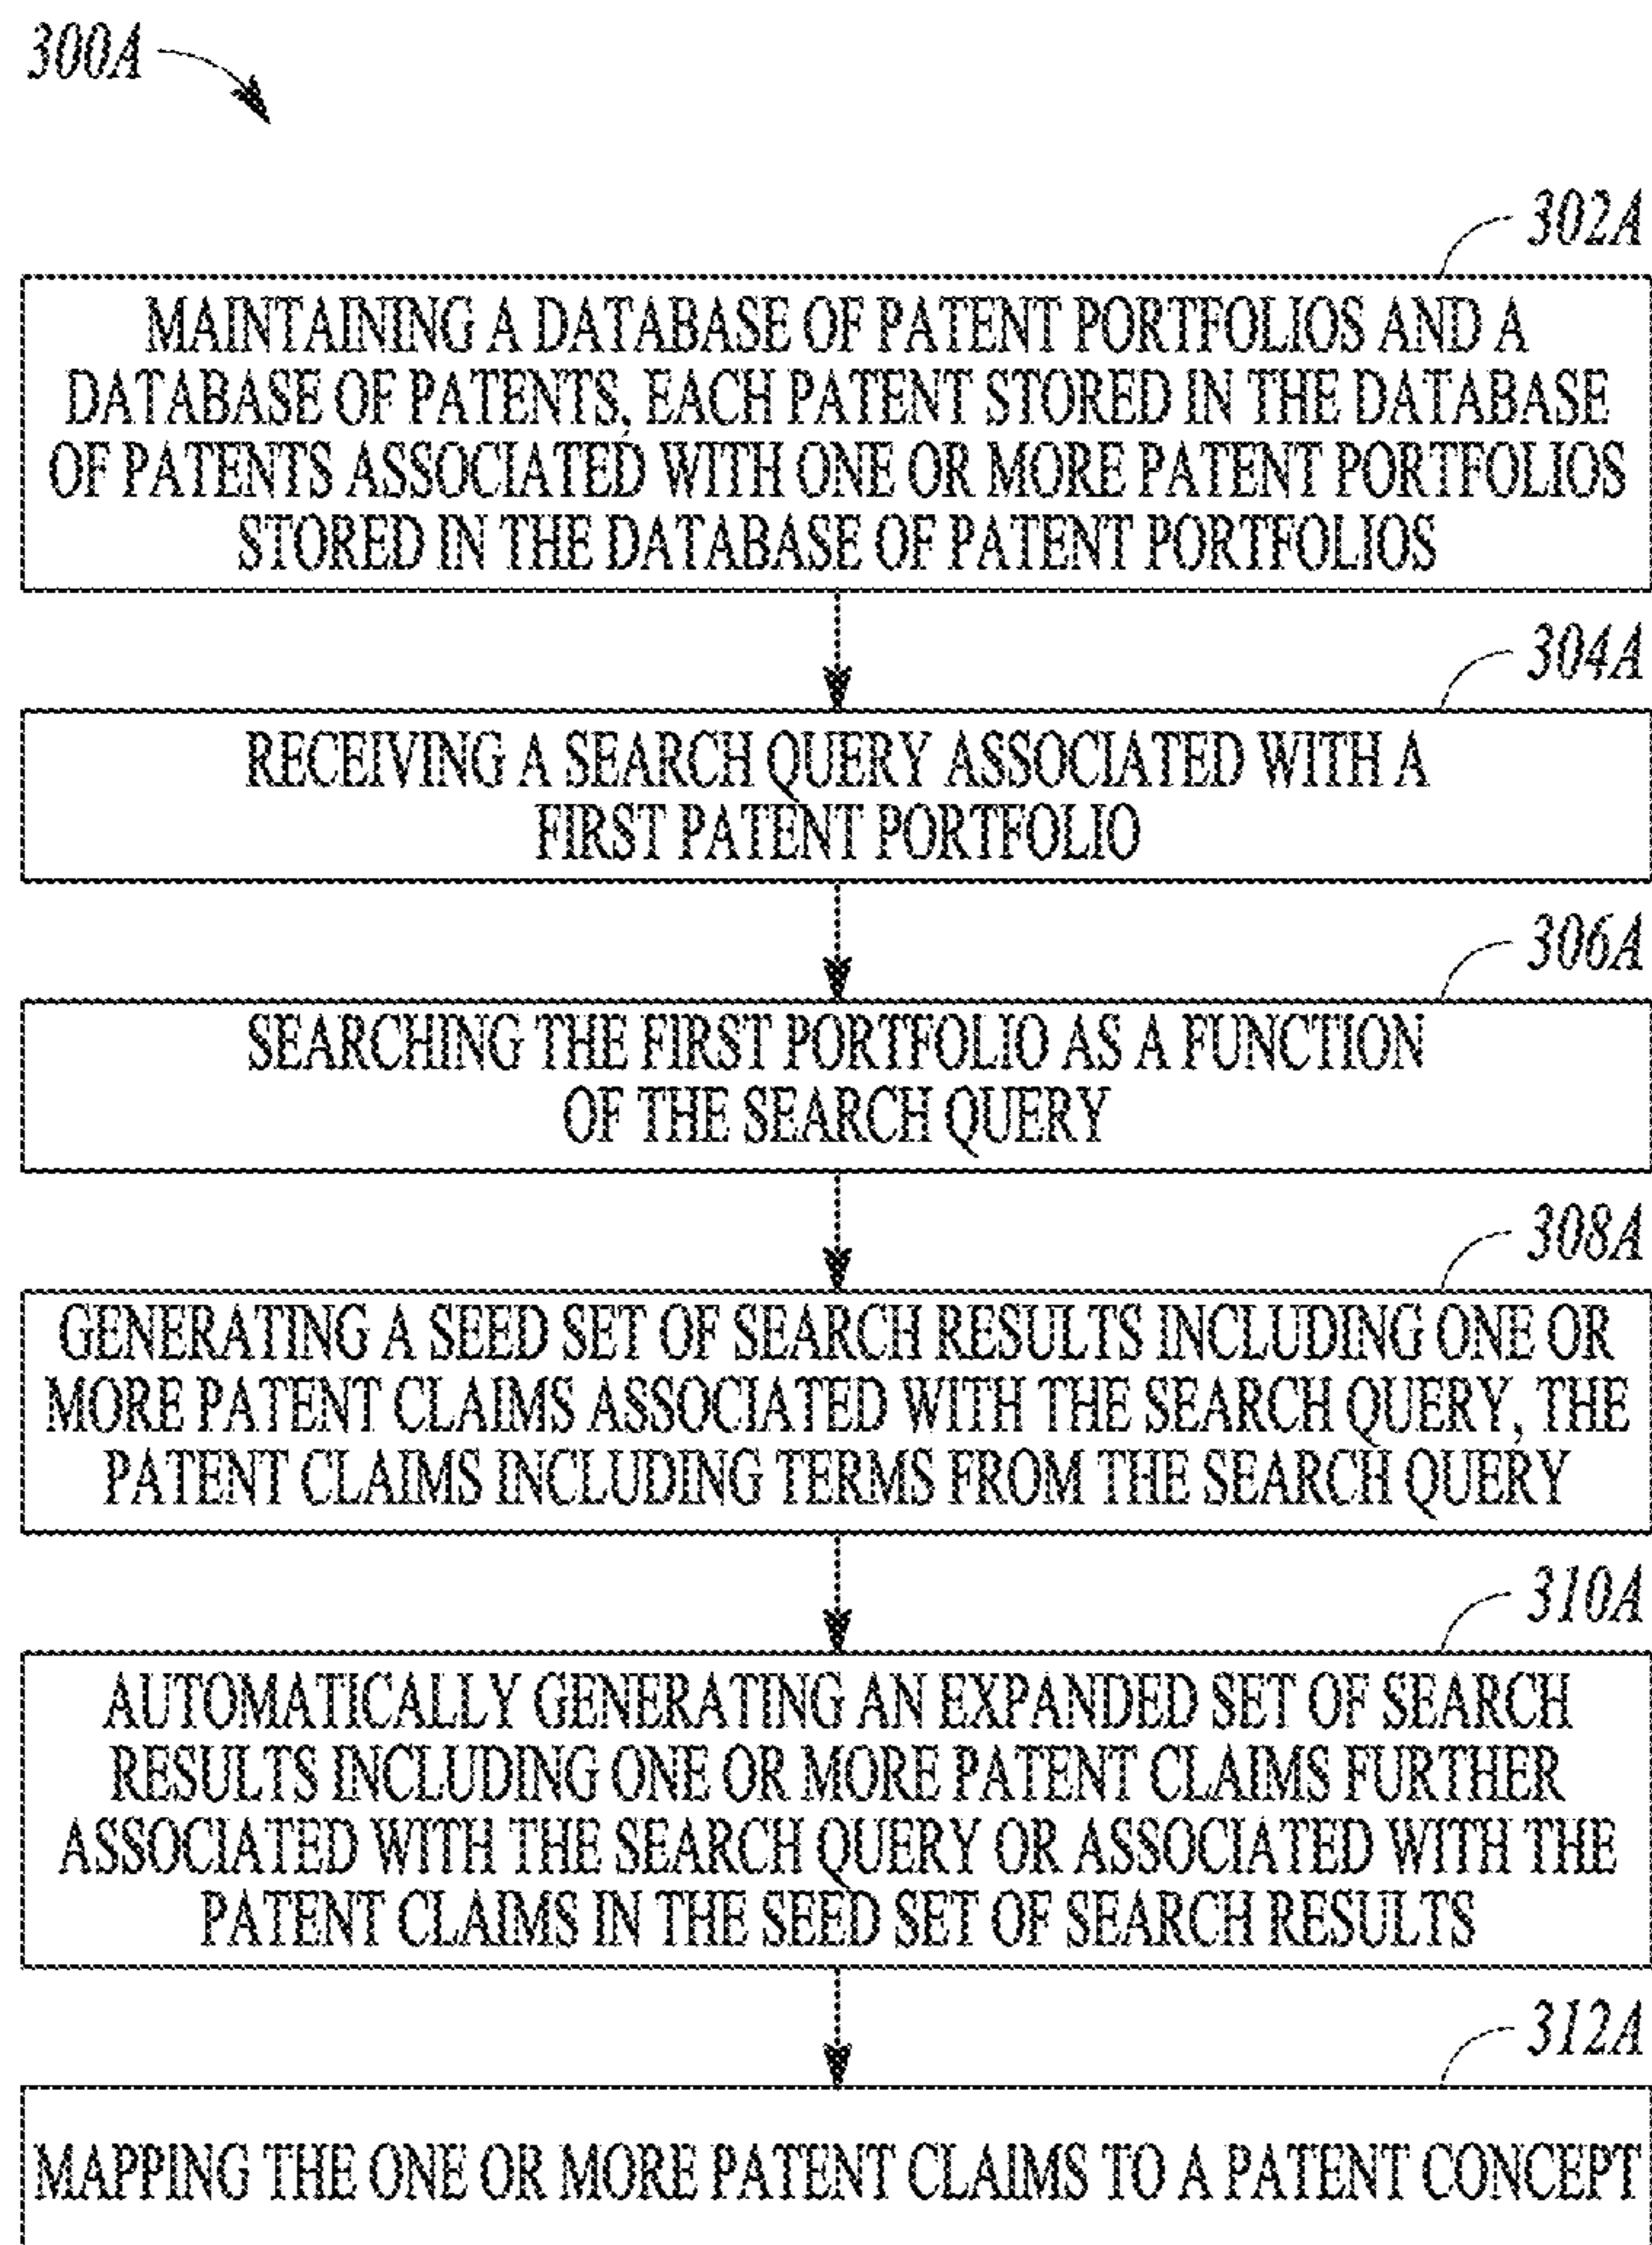 300A
302A
MAINTAINING A DATABASE OF PATENT PORTFOLIOS AND A
DATABASE OF PATENTS, EACH PATENT STORED IN THE DATABASE
OF PATENTS ASSOCIATED WITH ONE OR MORE PATENT PORTFOLIOS
STORED IN THE DATABASE OF PATENT PORTFOLIOS
304A
RECEIVING A SEARCH QUERY ASSOCIATED WITH A
FIRST PATENT PORTFOLIO
306A
SEARCHING THE FIRST PORTFOLIO AS A FUNCTION
OF THE SEARCH QUERY
308A
GENERATING A SEED SET OF SEARCH RESULTS INCLUDING ONE OR
MORE PATENT CLAIMS ASSOCIATED WITH THE SEARCH QUERY, THE
PATENT CLAIMS INCLUDING TERMS FROM THE SEARCH QUERY
310A
AUTOMATICALLY GENERATING AN EXPANDED SET OF SEARCH
RESULTS INCLUDING ONE OR MORE PATENT CLAIMS FURTHER
ASSOCIATED WITH THE SEARCH QUERY OR ASSOCIATED WITH THE
PATENT CLAIMS IN THE SEED SET OF SEARCH RESULTS
312A
MAPPING THE ONE OR MORE PATENT CLAIMS TO A PATENT CONCEPT